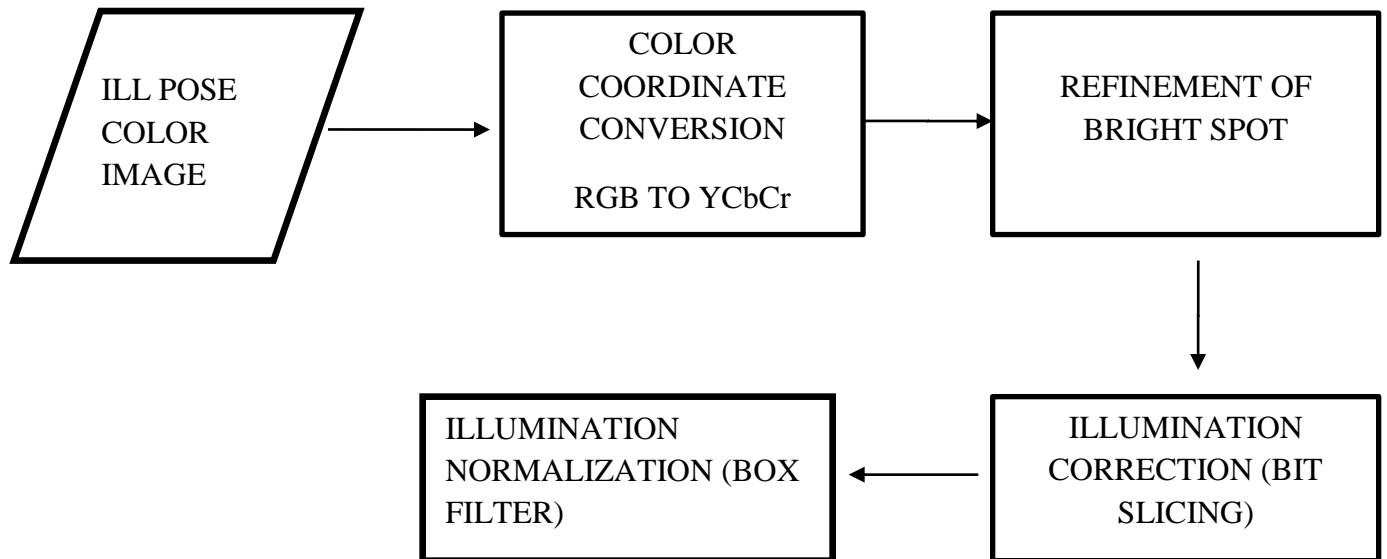 ILL POSE
COLOR
IMAGE
COLOR
COORDINATE
CONVERSION
RGB TO YCbCr
REFINEMENT OF
BRIGHT SPOT
ILLUMINATION
CORRECTION (BIT
SLICING)
ILLUMINATION
NORMALIZATION (BOX
FILTER)